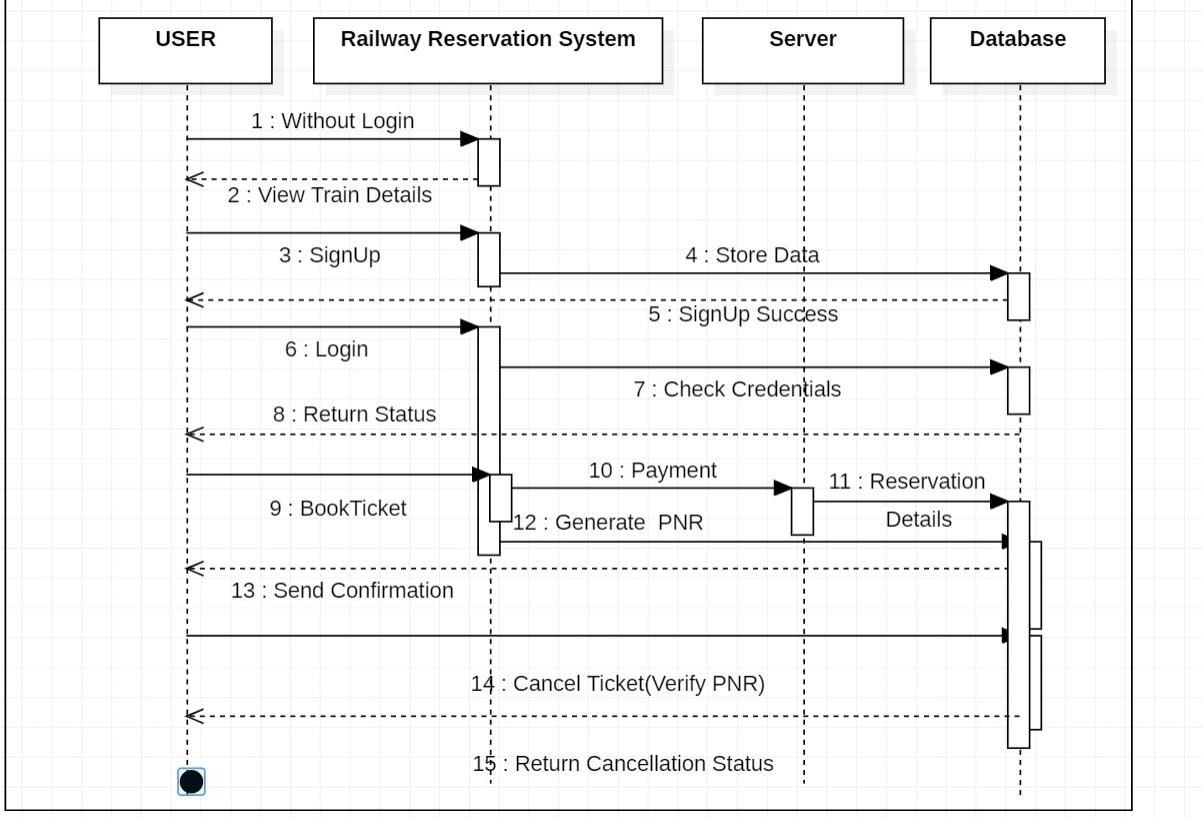 USER
Railway Reservation System
Server
Database
1 : Without Login
2 : View Train Details
3 : SignUp
4 : Store Data
5 : SignUp Success
6 : Login
7 : Check Credentials
8 : Return Status
9 : BookTicket
10 : Payment
11 : Reservation
Details
12 : Generate  PNR
13 : Send Confirmation
14 : Cancel Ticket(Verify PNR)
15 : Return Cancellation Status